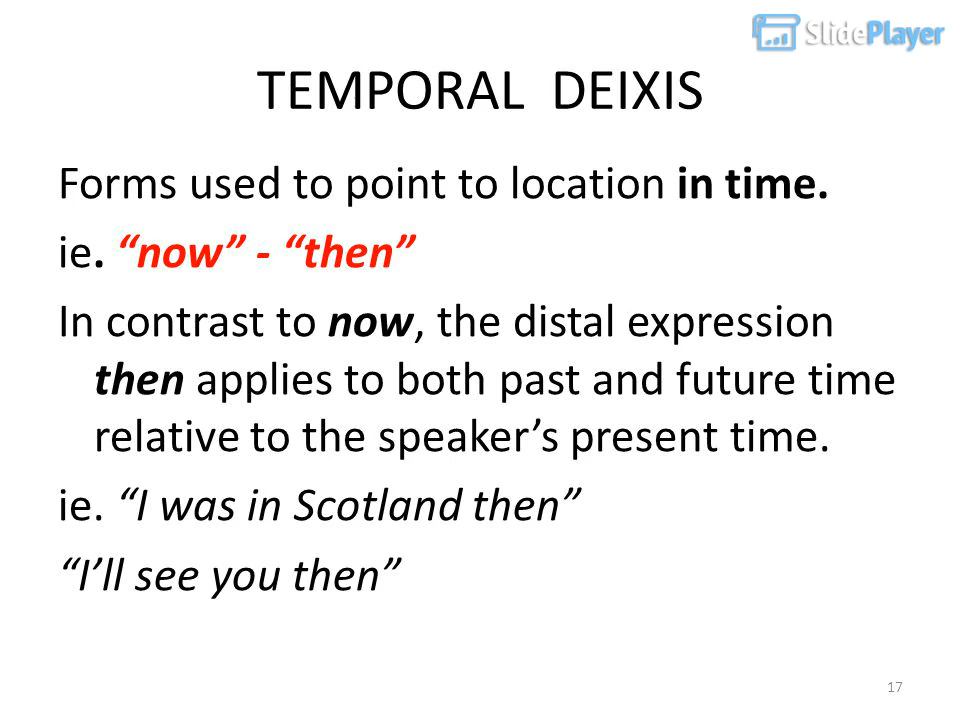 SlidePlayer
TEMPORAL DEIXIS
Forms used to point to location in time.
ie. “now” - “then”
In contrast to now, the distal expression
then applies to both past and future time
relative to the speaker’s present time.
ie. “I was in Scotland then”
“I’ll see you then”
17